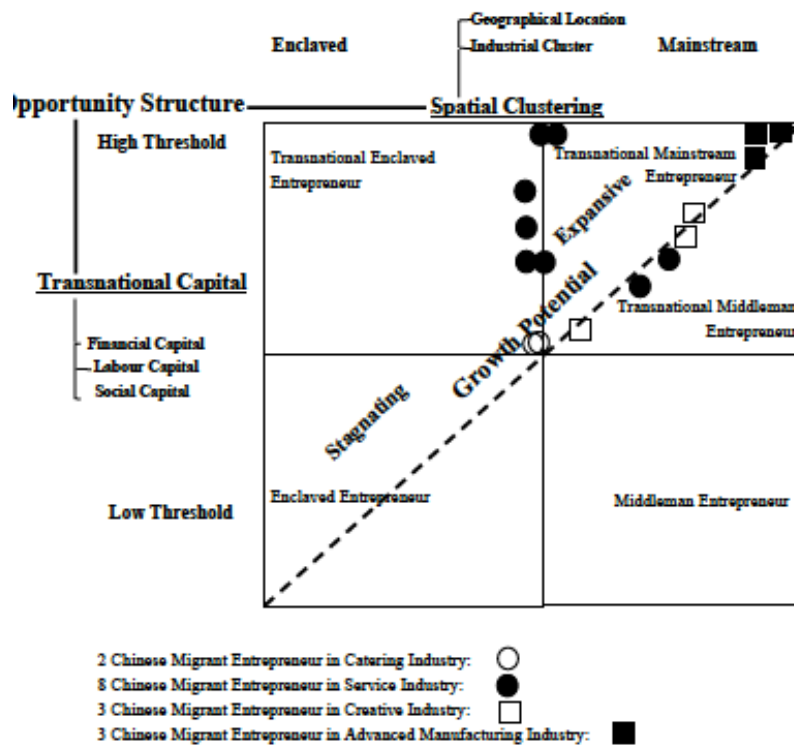 Geographical Location
Enclaved
Industrial Cluster
Mainstream
Opportunity Structure
Spatial Clustering
High Threshold
Transnational Enclaved
Entrepreneur
Transnational Mainstream
Entrepreneur
Expansive
Transnational Capital
Growth Potential
Transnational Middleman
Entrepreneur
Financial Capital
Labour Capital
Social Capital
Stagnating
Enclaved Entrepreneur
Middleman Entrepreneur
Low Threshold
2 Chinese Migrant Entrepreneur in Catering Industry:
8 Chinese Migrant Entrepreneur in Service Industry:
3 Chinese Migrant Entrepreneur in Creative Industry:
3 Chinese Migrant Entrepreneur in Advanced Manufacturing Industry: